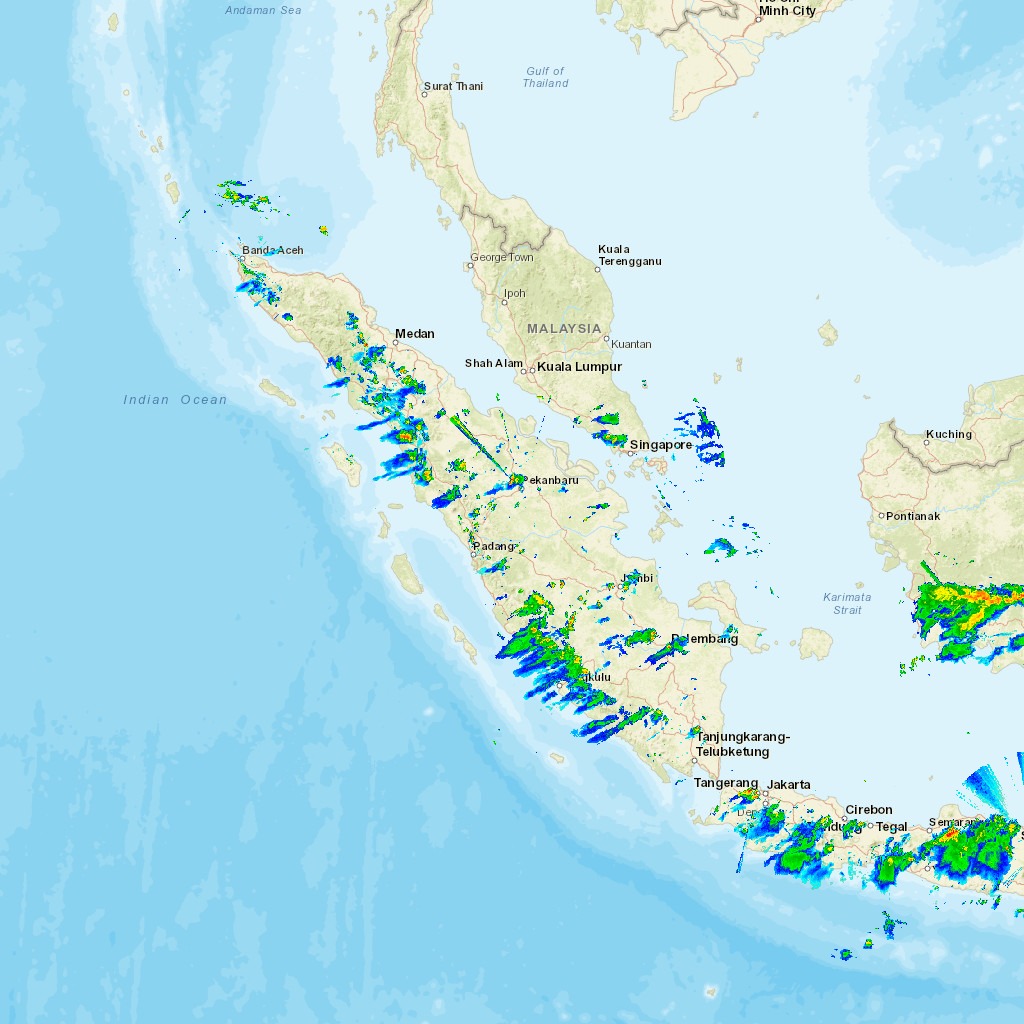 Andaman Sea
Minh City
Gulf of
Thailand
Surat Thani
Banda Aceh
George Town
Kuala
Terengganu
Ipoh
MALAYSIA
Medan
Kuantan
Shah Alam
Kuala Lumpur
Indian Ocean
Kuching
Singapore
Pekanbaru
Pontianak
Padang
Jambi
Karimata
Strait
Palembang
Tanjungkarang-
Telubketung
Tangerang
Jakarta
Cirebon
Tegal